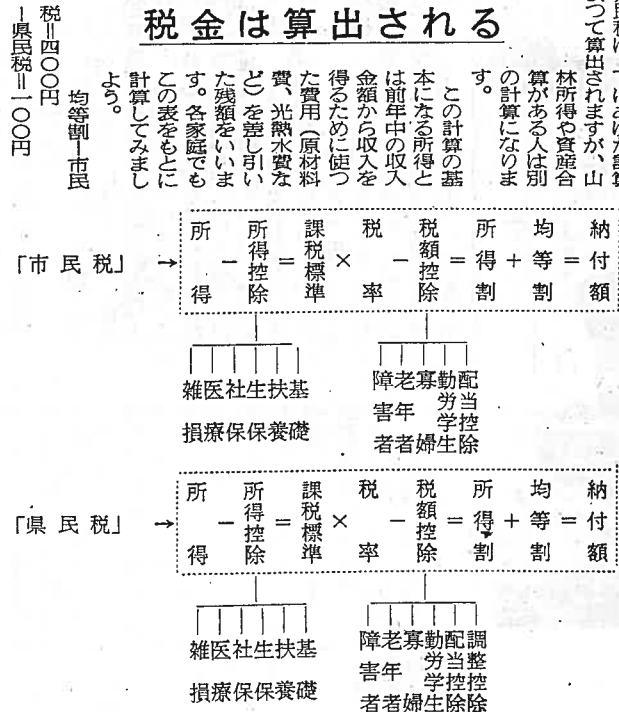 税金は算出される
よって算出されますが、山
林所得や資産合
算がある人は別
の計算になりま
す。
この計算の基
本になる所得と
は前年中の収入
金額から収入を
得るために使つ
た費用（原材料
費、光熱水費な
ど）を差し引い
た残額をいいま
す。各家庭でも
この表をもとに
計算してみまし
よう。
均等割―市民
税＝四〇〇円
―県民税＝一〇〇円
「市民税」→ 所得－所得控除＝課税標準×税率－税額控除＝所得割＋均等割＝納付額
雑損 医療 社保 生保 扶養 基礎
障害者 老年者 寡婦 勤労学生 配当控除
「県民税」→ 所得－所得控除＝課税標準×税率－税額控除＝所得割＋均等割＝納付額
雑損 医療 社保 生保 扶養 基礎
障害者 老年者 寡婦 勤労学生 配当控除 調整控除